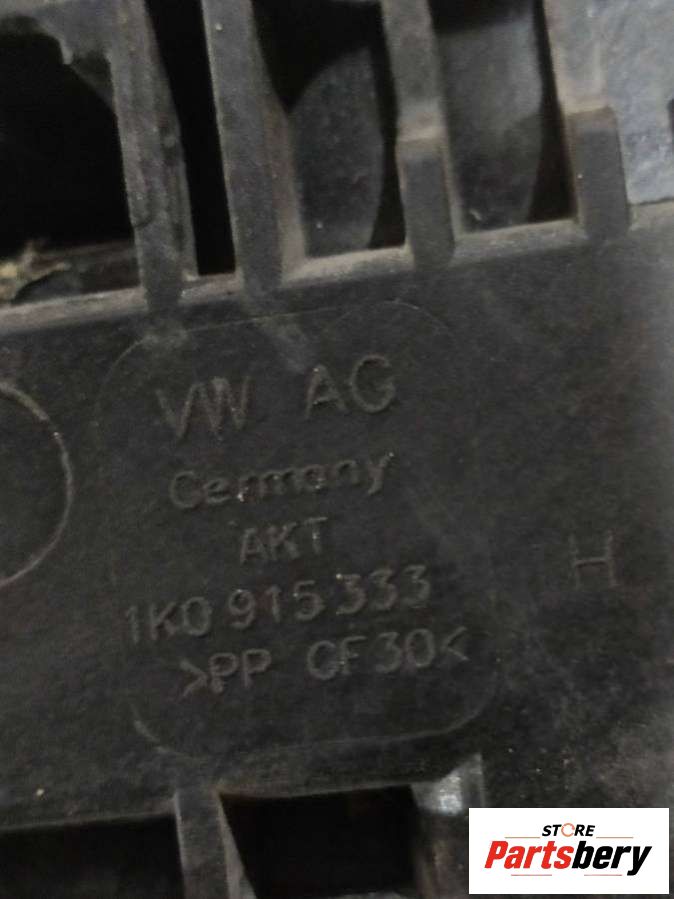 VW AG
Germany
AKT
H
1K0 915 333
>PP GF30<
STORE
Partsbery